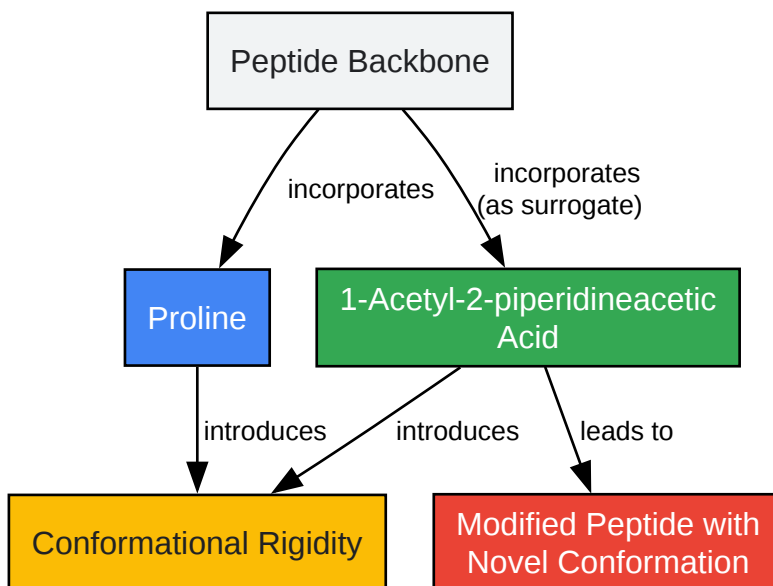 Peptide Backbone
incorporates
incorporates
(as surrogate)
Proline
1-Acetyl-2-piperidineacetic
Acid
introduces
introduces
leads to
Conformational Rigidity
Modified Peptide with
Novel Conformation